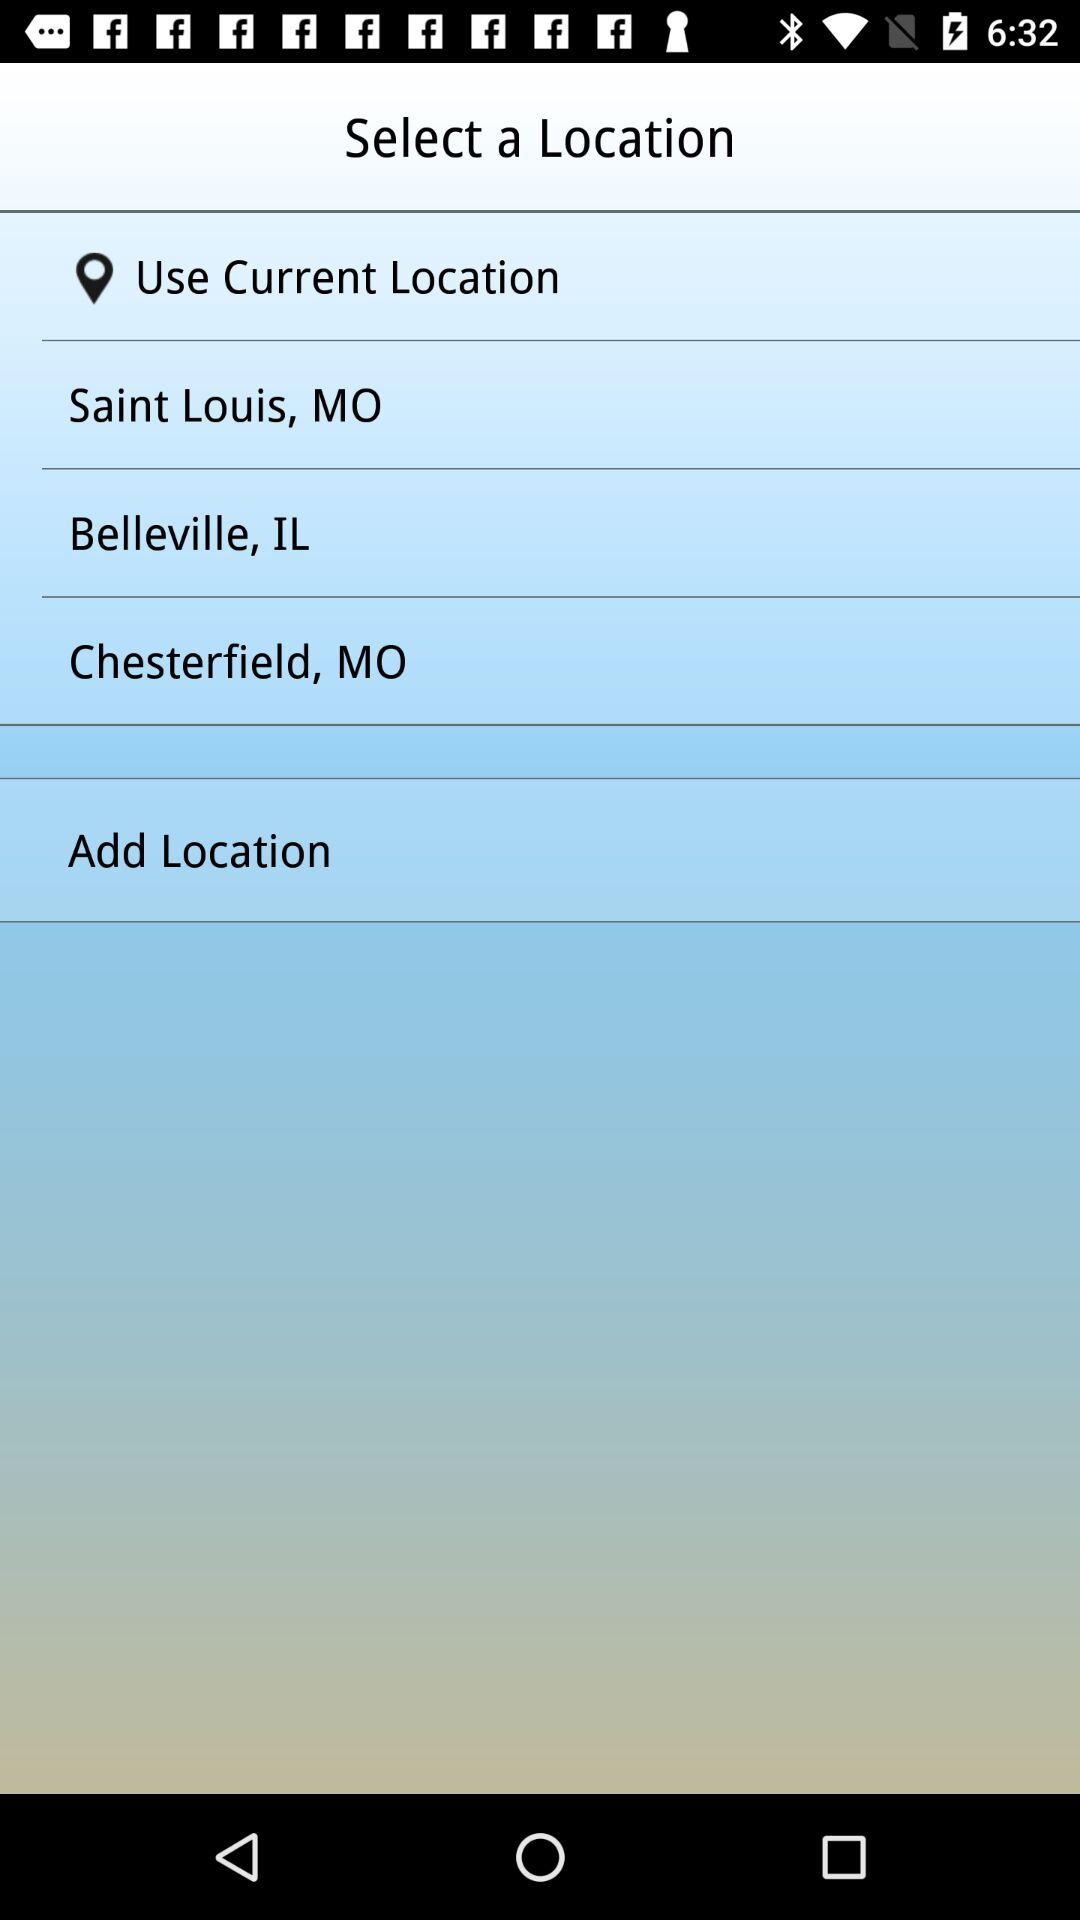 6:32
Select a Location
Use Current Location
Saint Louis, MO
Belleville, IL
Chesterfield, MO
Add Location